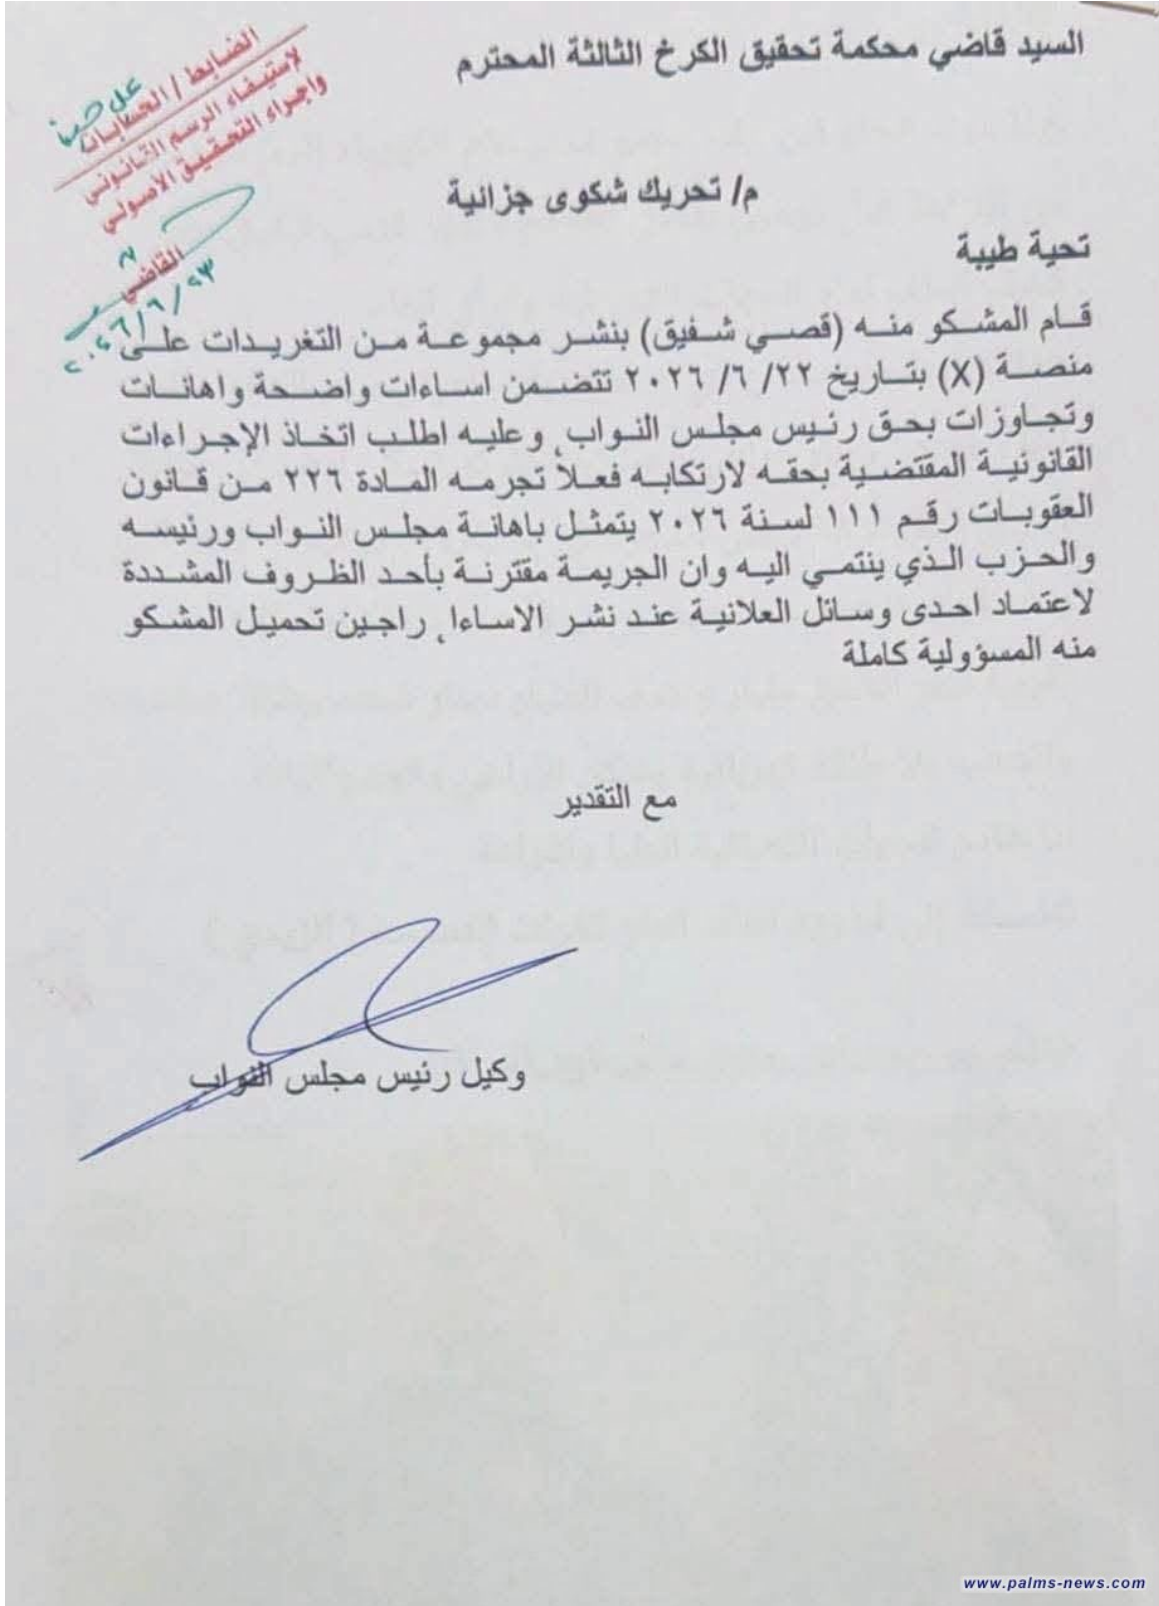 السيد قاضي محكمة تحقيق الكرخ الثالثة المحترم
الضابط / الحسابات
لاستيفاء الرسم القانوني
واجراء التحقيق الأصولي
القاضي
٢٠٢٦/٦/٢٣
م/ تحريك شكوى جزائية
تحية طيبة
قام المشكو منه (قصي شفيق) بنشر مجموعة من التغريدات على
منصة (X) بتاريخ ٢٢/ ٦/ ٢٠٢٦ تتضمن اساءات واضحة واهانات
وتجاوزات بحق رئيس مجلس النواب, وعليه اطلب اتخاذ الإجراءات
القانونية المقتضية بحقه لارتكابه فعلاً تجرمه المادة ٢٢٦ من قانون
العقوبات رقم ١١١ لسنة ٢٠٢٦ يتمثل باهانة مجلس النواب ورئيسه
والحزب الذي ينتمي اليه وان الجريمة مقترنة بأحد الظروف المشددة
لاعتماد احدى وسائل العلانية عند نشر الاساءا, راجين تحميل المشكو
منه المسؤولية كاملة
مع التقدير
وكيل رئيس مجلس النواب
www.palms-news.com